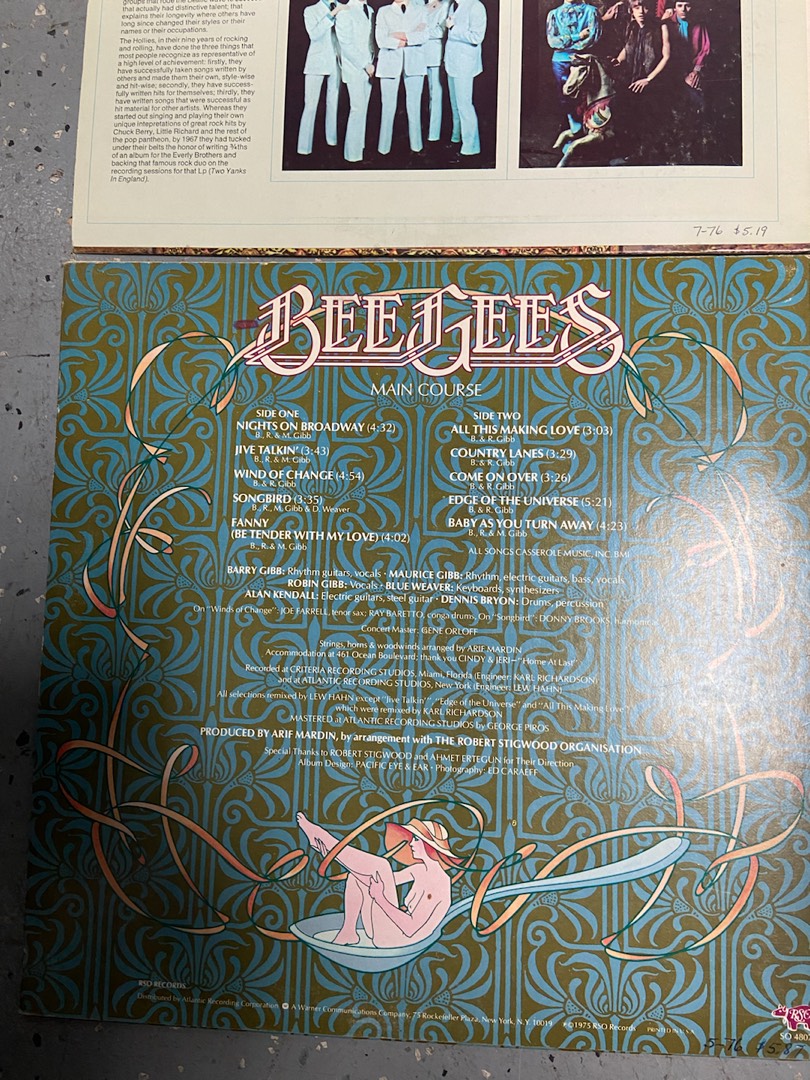 that actually had distinctive talent; that
explains their longevity where others have
long since changed their styles or their
names or their occupations.
The Hollies, in their nine years of rocking
and rolling, have done the three things that
most people recognize as representative of
a high level of achievement: firstly, they
have successfully taken songs written by
others and made them their own, style-wise
and hit-wise; secondly, they have success-
fully written hits for themselves; thirdly, they
have written songs that were successful as
hit material for other artists. Whereas they
started out singing and playing their own
unique intepretations of great rock hits by
Chuck Berry, Little Richard and the rest of
the pop pantheon, by 1967 they had tucked
under their belts the honor of writing ¾ths
of an album for the Everly Brothers and
backing that famous rock duo on the
recording sessions for that Lp (Two Yanks
In England).
7-76 $5.19
BEE GEES
MAIN COURSE
SIDE ONE
NIGHTS ON BROADWAY (4:32)
B., R. & M. Gibb
JIVE TALKIN' (3:43)
B., R. & M. Gibb
WIND OF CHANGE (4:54)
B. & R. Gibb
SONGBIRD (3:35)
B., R., M. Gibb & D. Weaver
FANNY
(BE TENDER WITH MY LOVE) (4:02)
B., R. & M. Gibb
SIDE TWO
ALL THIS MAKING LOVE (3:03)
B. & R. Gibb
COUNTRY LANES (3:29)
B. & R. Gibb
COME ON OVER (3:26)
B. & R. Gibb
EDGE OF THE UNIVERSE (5:21)
B. & R. Gibb
BABY AS YOU TURN AWAY (4:23)
B., R. & M. Gibb
ALL SONGS CASSEROLE MUSIC, INC. BMI
BARRY GIBB: Rhythm guitars, vocals · MAURICE GIBB: Rhythm, electric guitars, bass, vocals
ROBIN GIBB: Vocals · BLUE WEAVER: Keyboards, synthesizers
ALAN KENDALL: Electric guitars, steel guitar · DENNIS BRYON: Drums, percussion
On "Winds of Change": JOE FARRELL, tenor sax; RAY BARETTO, conga drums. On "Songbird": DONNY BROOKS, harmonica
Concert Master: GENE ORLOFF
Strings, horns & woodwinds arranged by ARIF MARDIN
Accommodation at 461 Ocean Boulevard; thank you CINDY & JERI—"Home At Last"
Recorded at CRITERIA RECORDING STUDIOS, Miami, Florida (Engineer: KARL RICHARDSON)
and at ATLANTIC RECORDING STUDIOS, New York (Engineer: LEW HAHN)
All selections remixed by LEW HAHN except "Jive Talkin'", "Edge of the Universe" and "All This Making Love"
which were remixed by KARL RICHARDSON
MASTERED at ATLANTIC RECORDING STUDIOS by GEORGE PIROS
PRODUCED BY ARIF MARDIN, by arrangement with THE ROBERT STIGWOOD ORGANISATION
Special Thanks to ROBERT STIGWOOD and AHMET ERTEGUN for Their Direction
Album Design: PACIFIC EYE & EAR · Photography: ED CARAEFF
RSO RECORDS
Distributed by Atlantic Recording Corporation A Warner Communications Company, 75 Rockefeller Plaza, New York, N.Y. 10019 ℗©1975 RSO Records PRINTED IN U.S.A.
RSO
SO 480
5-76 $5.87